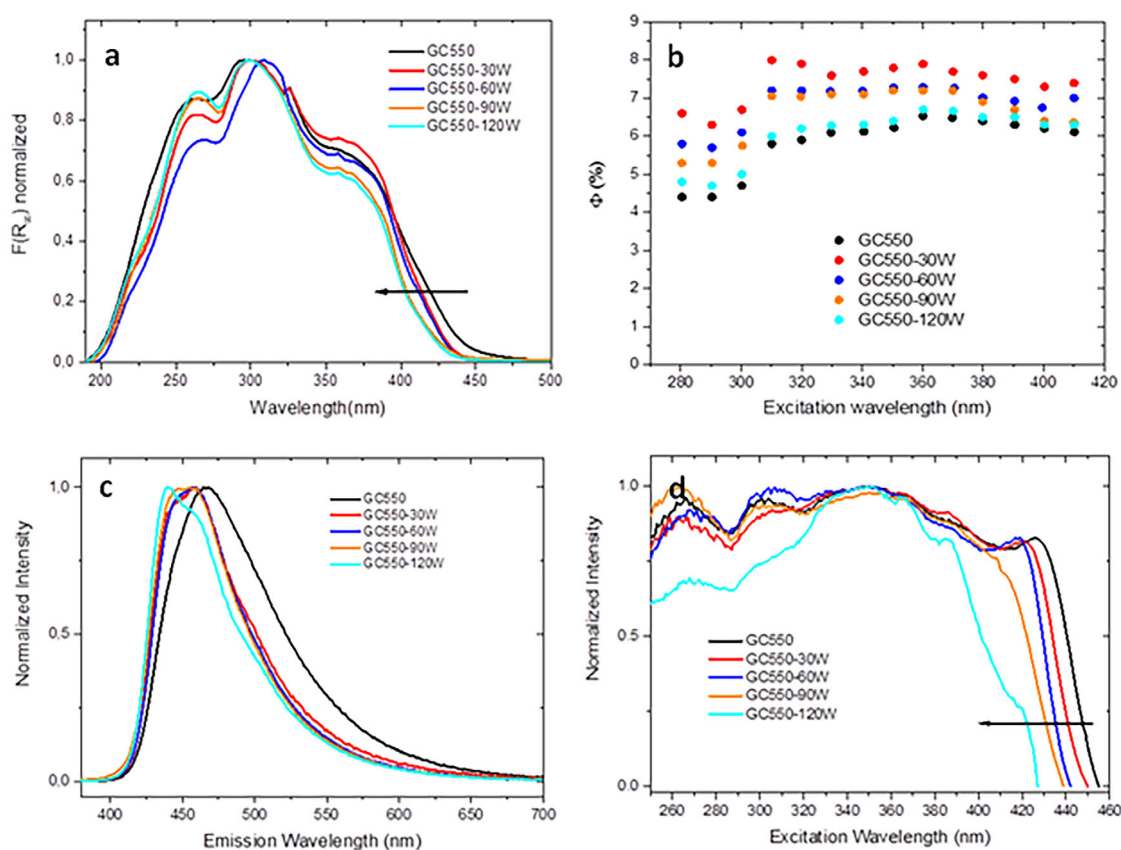 a
GC550
GC550-30W
GC550-60W
GC550-90W
GC550-120W
F(R∞) normalized
1,0
0,8
0,6
0,4
0,2
0,0
200 250 300 350 400 450 500
Wavelength(nm)
b
Φ (%)
9
8
7
6
5
4
3
2
1
0
GC550
GC550-30W
GC550-60W
GC550-90W
GC550-120W
280 300 320 340 360 380 400 420
Excitation wavelength (nm)
c
GC550
GC550-30W
GC550-60W
GC550-90W
GC550-120W
Normalized Intensity
1,0
0,5
0,0
400 450 500 550 600 650 700
Emission Wavelength (nm)
d
Normalized Intensity
1,0
0,5
0,0
GC550
GC550-30W
GC550-60W
GC550-90W
GC550-120W
260 280 300 320 340 360 380 400 420 440 460
Excitation Wavelength (nm)